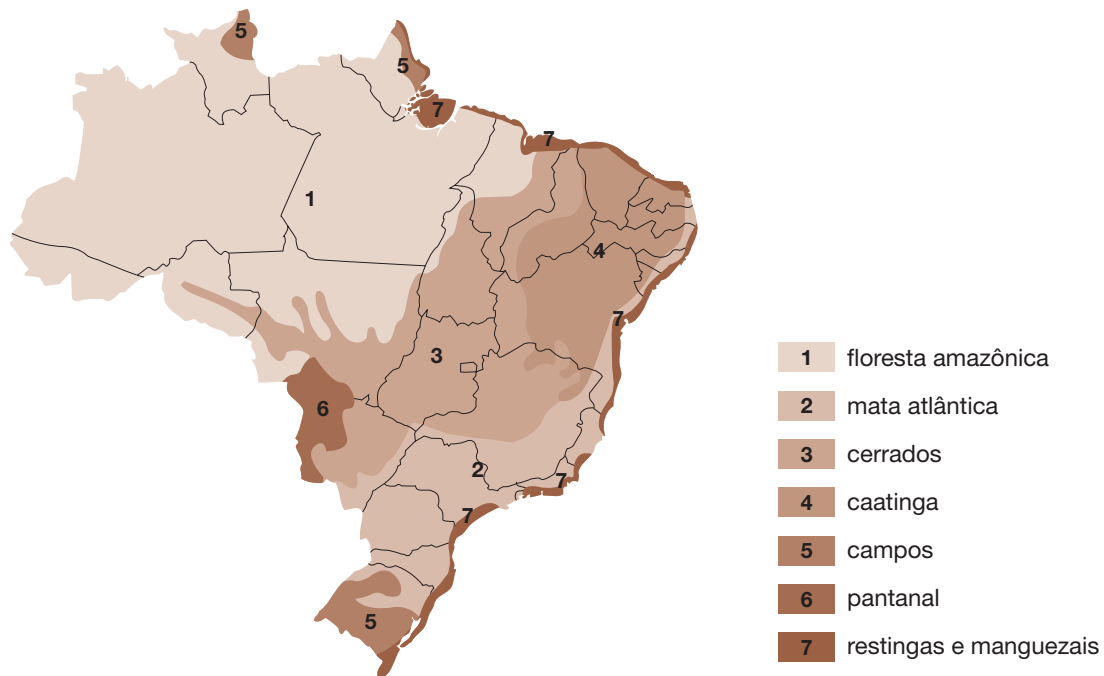 5
5
7
7
1
4
7
3
6
2
7
7
5
1 floresta amazônica
2 mata atlântica
3 cerrados
4 caatinga
5 campos
6 pantanal
7 restingas e manguezais